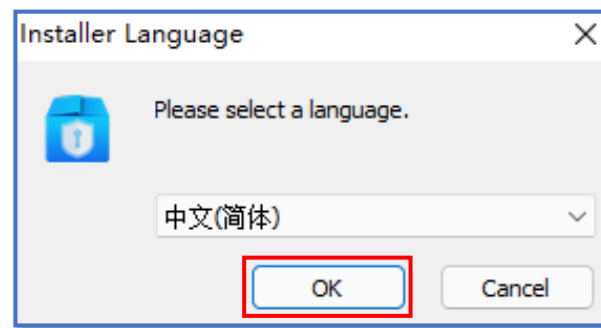 Installer Language
Please select a language.
中文(简体)
OK
Cancel